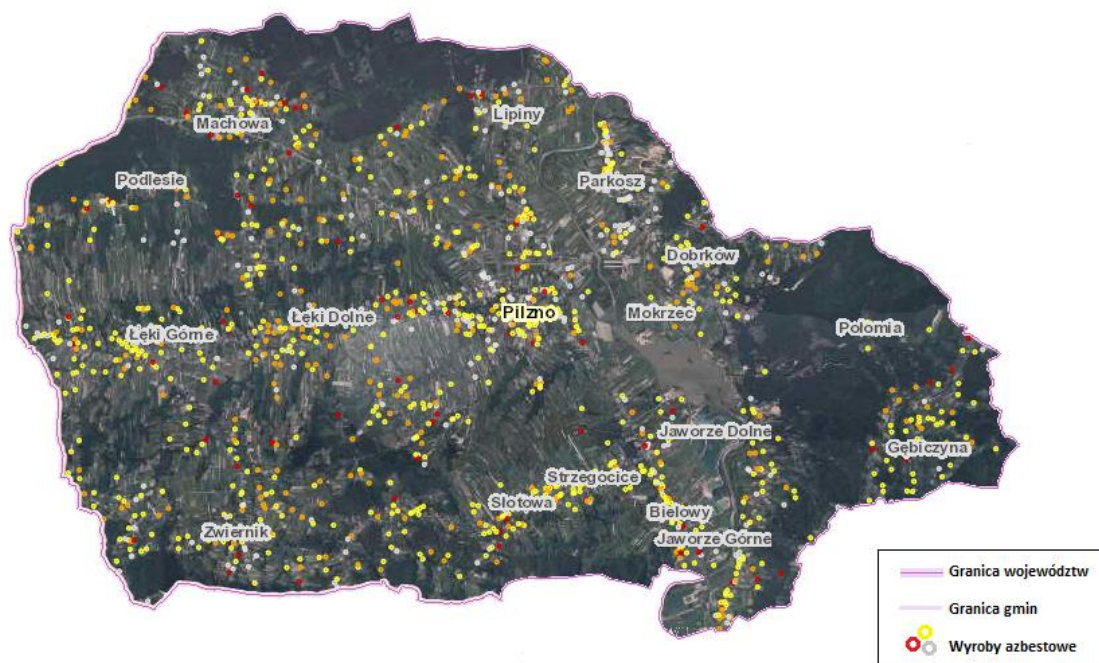 Machowa
Lipiny
Podlesie
Parkosz
Dobrków
Łęki Dolne
Pilzno
Mokrzec
Łęki Górne
Połomia
Jaworze Dolne
Gębiczyna
Strzegocice
Słotowa
Bielowy
Zwiernik
Jaworze Górne
Granica województw
Granica gmin
Wyroby azbestowe